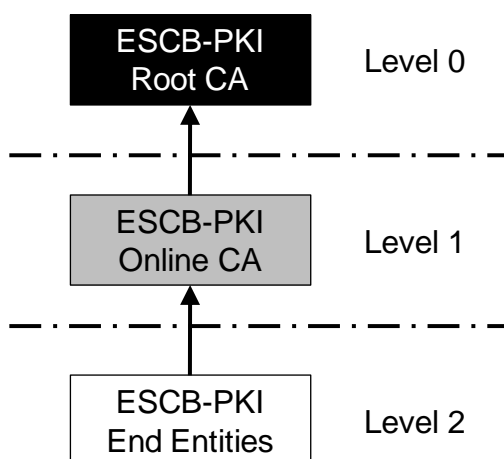 ESCB-PKI
Root CA
Level 0
ESCB-PKI
Online CA
Level 1
ESCB-PKI
End Entities
Level 2